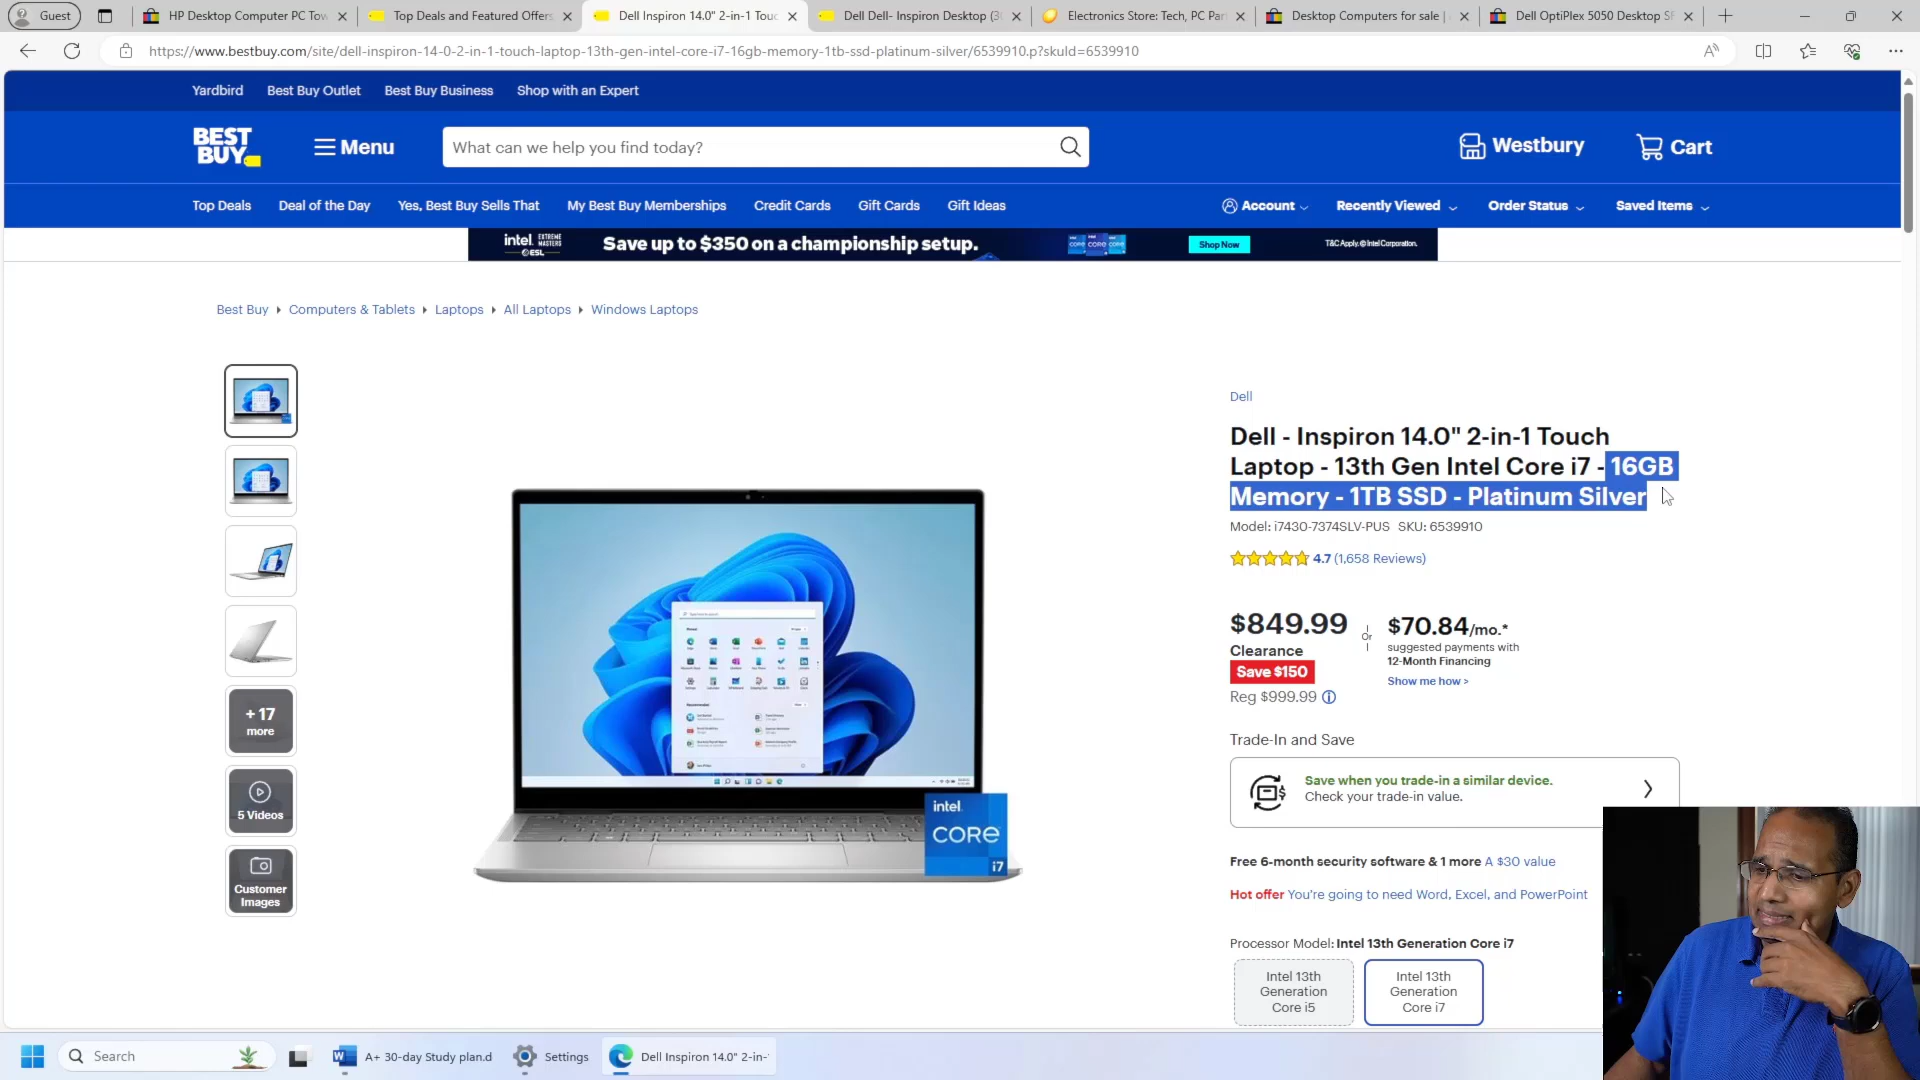 Guest
HP Desktop Computer PC Tow
Top Deals and Featured Offers
Dell Inspiron 14.0" 2-in-1 Touc
Dell Dell- Inspiron Desktop (3
Electronics Store: Tech, PC Par
Desktop Computers for sale |
Dell OptiPlex 5050 Desktop SF
https://www.bestbuy.com/site/dell-inspiron-14-0-2-in-1-touch-laptop-13th-gen-intel-core-i7-16gb-memory-1tb-ssd-platinum-silver/6539910.p?skuId=6539910
Yardbird
Best Buy Outlet
Best Buy Business
Shop with an Expert
BEST
BUY
Menu
What can we help you find today?
Westbury
Cart
Top Deals
Deal of the Day
Yes, Best Buy Sells That
My Best Buy Memberships
Credit Cards
Gift Cards
Gift Ideas
Account
Recently Viewed
Order Status
Saved Items
intel. EXTREME MASTERS
ESL
Save up to $350 on a championship setup.
Shop Now
T&C Apply. © Intel Corporation.
Best Buy
Computers & Tablets
Laptops
All Laptops
Windows Laptops
+ 17
more
5 Videos
Customer
Images
intel
CORE
i7
Dell
Dell - Inspiron 14.0" 2-in-1 Touch
Laptop - 13th Gen Intel Core i7 - 16GB
Memory - 1TB SSD - Platinum Silver
Model: i7430-7374SLV-PUS SKU: 6539910
4.7 (1,658 Reviews)
$849.99
Clearance
Save $150
Reg $999.99
Or
$70.84/mo.*
suggested payments with
12-Month Financing
Show me how >
Trade-In and Save
Save when you trade-in a similar device.
Check your trade-in value.
Free 6-month security software & 1 more A $30 value
Hot offer You're going to need Word, Excel, and PowerPoint
Processor Model: Intel 13th Generation Core i7
Intel 13th
Generation
Core i5
Intel 13th
Generation
Core i7
Search
A+ 30-day Study plan.d
Settings
Dell Inspiron 14.0" 2-in-